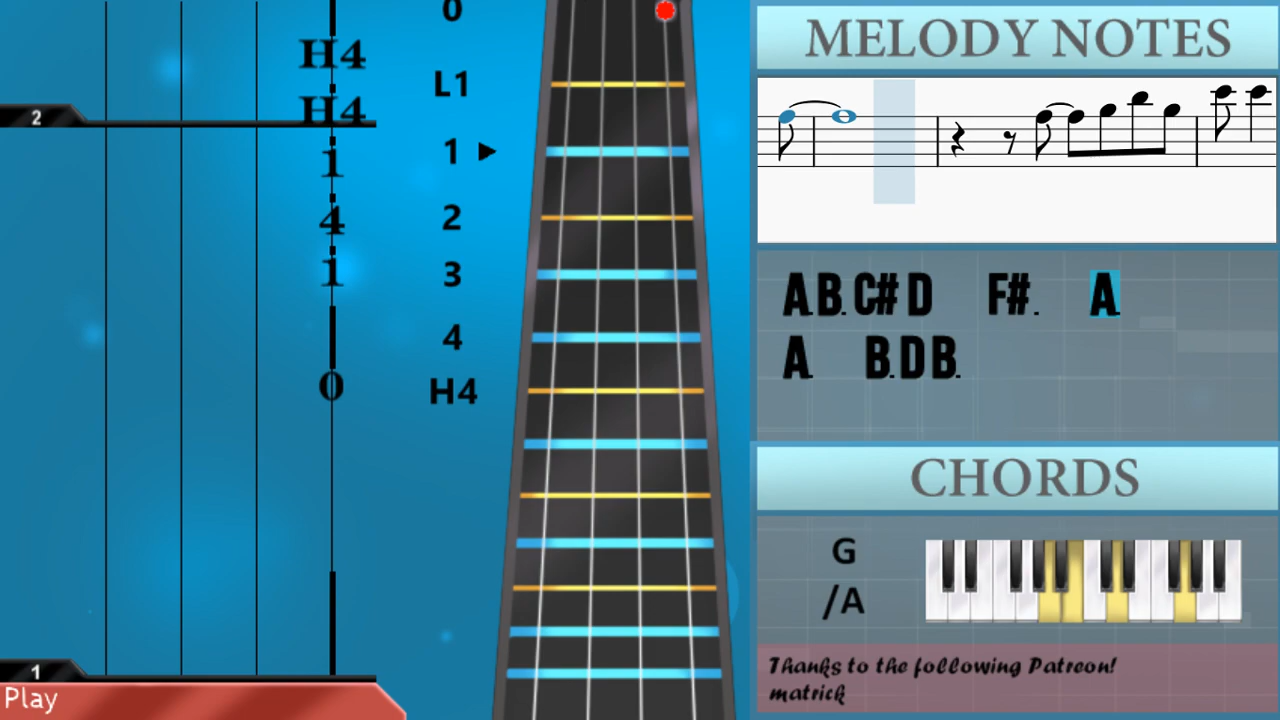 0
H4
L1
H4
2
1
1
4
2
1
3
4
0
H4
1
Play
MELODY NOTES
A. B. C# D F#. A
A. B. D B.
CHORDS
G
/A
Thanks to the following Patreon!
matrick